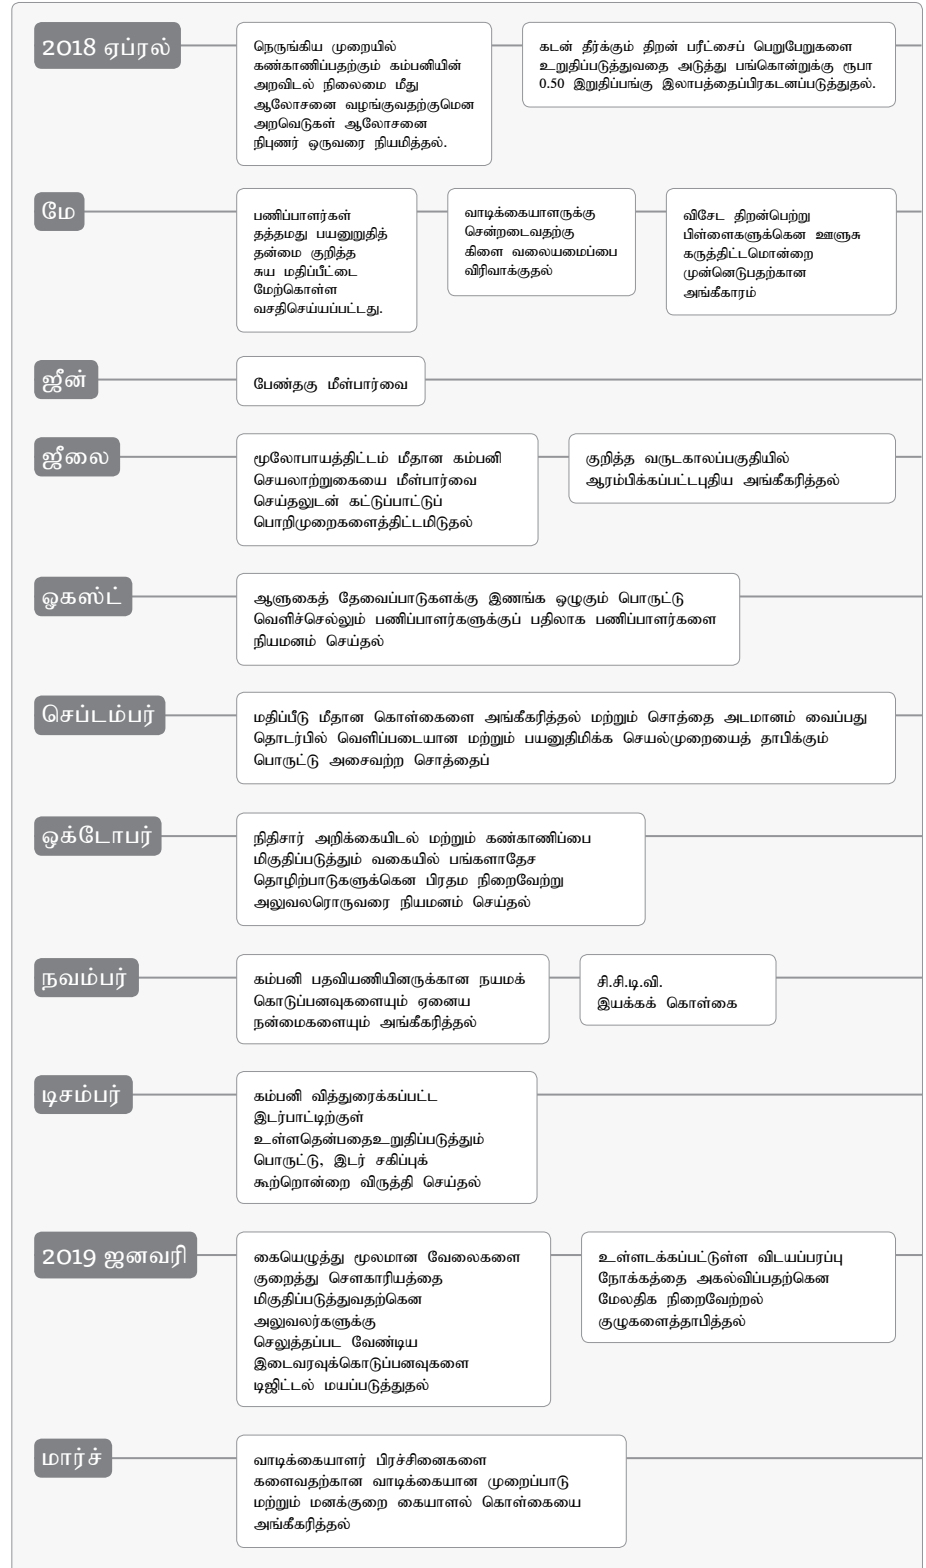 2018 ஏப்ரல்
நெருங்கிய முறையில்
கண்காணிப்பதற்கும் கம்பனியின்
அறவிடல் நிலைமை மீது
ஆலோசனை வழங்குவதற்குமென
அறவெடுகள் ஆலோசனை
நிபுணர் ஒருவரை நியமித்தல்.
கடன் தீர்க்கும் திறன் பரீட்சைப் பெறுபேறுகளை
உறுதிப்படுத்துவதை அடுத்து பங்கொன்றுக்கு ரூபா
0.50 இறுதிப்பங்கு இலாபத்தைப்பிரகடனப்படுத்துதல்.
மே
பணிப்பாளர்கள்
தத்தமது பயனுறுதித்
தன்மை குறித்த
சுய மதிப்பீட்டை
மேற்கொள்ள
வசதிசெய்யப்பட்டது.
வாடிக்கையாளருக்கு
சென்றடைவதற்கு
கிளை வலையமைப்பை
விரிவாக்குதல்
விசேட திறன்பெற்று
பிள்ளைகளுக்கென ஊளுசு
கருத்திட்டமொன்றை
முன்னெடுபதற்கான
அங்கீகாரம்
ஜீன்
பேண்தகு மீள்பார்வை
ஜீலை
மூலோபாயத்திட்டம் மீதான கம்பனி
செயலாற்றுகையை மீள்பார்வை
செய்தலுடன் கட்டுப்பாட்டுப்
பொறிமுறைகளைத்திட்டமிடுதல்
குறித்த வருடகாலப்பகுதியில்
ஆரம்பிக்கப்பட்டபுதிய அங்கீகரித்தல்
ஓகஸ்ட்
ஆளுகைத் தேவைப்பாடுகளக்கு இணங்க ஒழுகும் பொருட்டு
வெளிச்செல்லும் பணிப்பாளர்களுக்குப் பதிலாக பணிப்பாளர்களை
நியமனம் செய்தல்
செப்டம்பர்
மதிப்பீடு மீதான கொள்கைளை அங்கீகரித்தல் மற்றும் சொத்தை அடமானம் வைப்பது
தொடர்பில் வெளிப்படையான மற்றும் பயனுதிமிக்க செயல்முறையைத் தாபிக்கும்
பொருட்டு அசைவற்ற சொத்தைப்
ஒக்டோபர்
நிதிசார் அறிக்கையிடல் மற்றும் கண்காணிப்பை
மிகுதிப்படுத்தும் வகையில் பங்களாதேச
தொழிற்பாடுகளுக்கென பிரதம நிறைவேற்று
அலுவலரொருவரை நியமனம் செய்தல்
நவம்பர்
கம்பனி பதவியணியினருக்கான நயமக்
கொடுப்பனவுகளையும் ஏனைய
நன்மைகளையும் அங்கீகரித்தல்
சி.சி.டி.வி.
இயக்கக் கொள்கை
டிசம்பர்
கம்பனி வித்துரைக்கப்பட்ட
இடர்பாட்டிற்குள்
உள்ளதென்பதைஉறுதிப்படுத்தும்
பொருட்டு, இடர் சகிப்புக்
கூற்றொன்றை விருத்தி செய்தல்
2019 ஜனவரி
கையெழுத்து மூலமான வேலைகளை
குறைத்து சௌகாரியத்தை
மிகுதிப்படுத்துவதற்கென
அலுவலர்களுக்கு
செலுத்தப்பட வேண்டிய
இடைவரவுக்கொடுப்பனவுகளை
டிஜிட்டல் மயப்படுத்துதல்
உள்ளடக்கப்பட்டுள்ள விடயப்பரப்பு
நோக்கத்தை அகல்விப்பதற்கென
மேலதிக நிறைவேற்றல்
குழுகளைத்தாபித்தல்
மார்ச்
வாடிக்கையாளர் பிரச்சினைகளை
களைவதற்கான வாடிக்கையான முறைப்பாடு
மற்றும் மனக்குறை கையாளல் கொள்கையை
அங்கீகரித்தல்